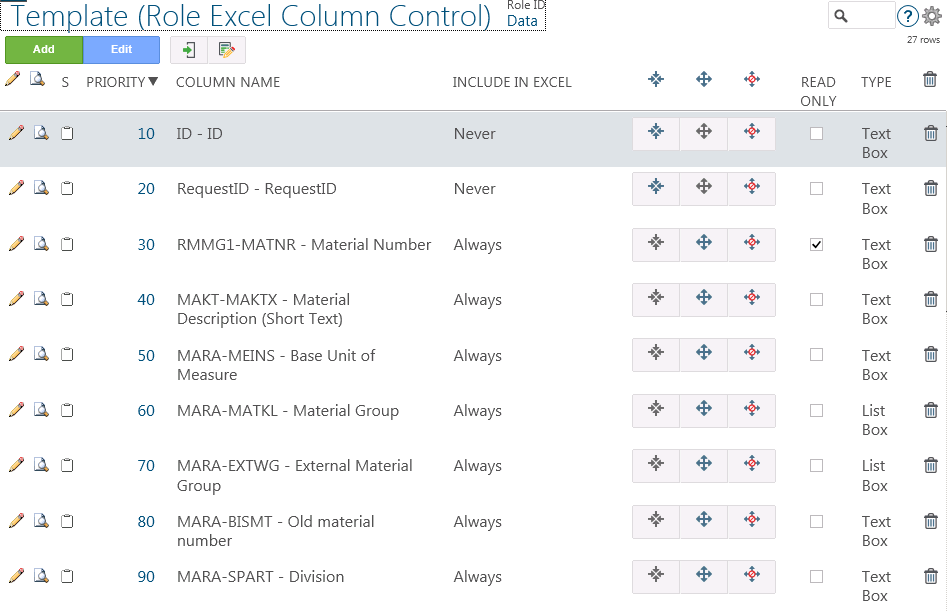 Template (Role Excel Column Control)
Role ID
Data
?
Add
Edit
27 rows
S
PRIORITY▼
COLUMN NAME
INCLUDE IN EXCEL
READ ONLY
TYPE
10 ID - ID Never Text Box
20 RequestID - RequestID Never Text Box
30 RMMG1-MATNR - Material Number Always Text Box
40 MAKT-MAKTX - Material Always Text
Description (Short Text) Box
50 MARA-MEINS - Base Unit of Always Text
Measure Box
60 MARA-MATKL - Material Group Always List
Box
70 MARA-EXTWG - External Material Always List
Group Box
80 MARA-BISMT - Old material Always Text
number Box
90 MARA-SPART - Division Always Text
Box